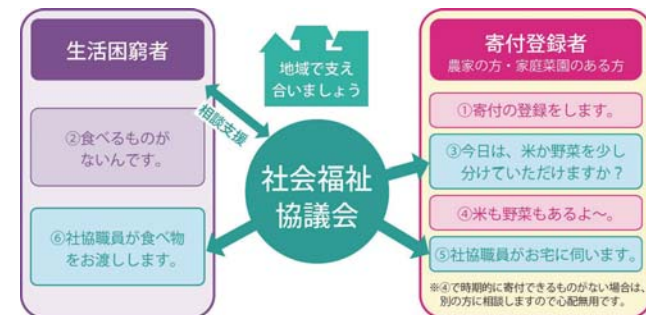 生活困窮者
②食べるものが
ないんです。
⑥社協職員が食べ物
をお渡しします。
地域で支え
合いましょう
相談支援
社会福祉
協議会
寄付登録者
農家の方・家庭菜園のある方
①寄付の登録をします。
③今日は、米か野菜を少し
分けていただけますか？
④米も野菜もあるよ〜。
⑤社協職員がお宅に伺います。
※④で時期的に寄付できるものがない場合は、
別の方に相談しますので心配無用です。